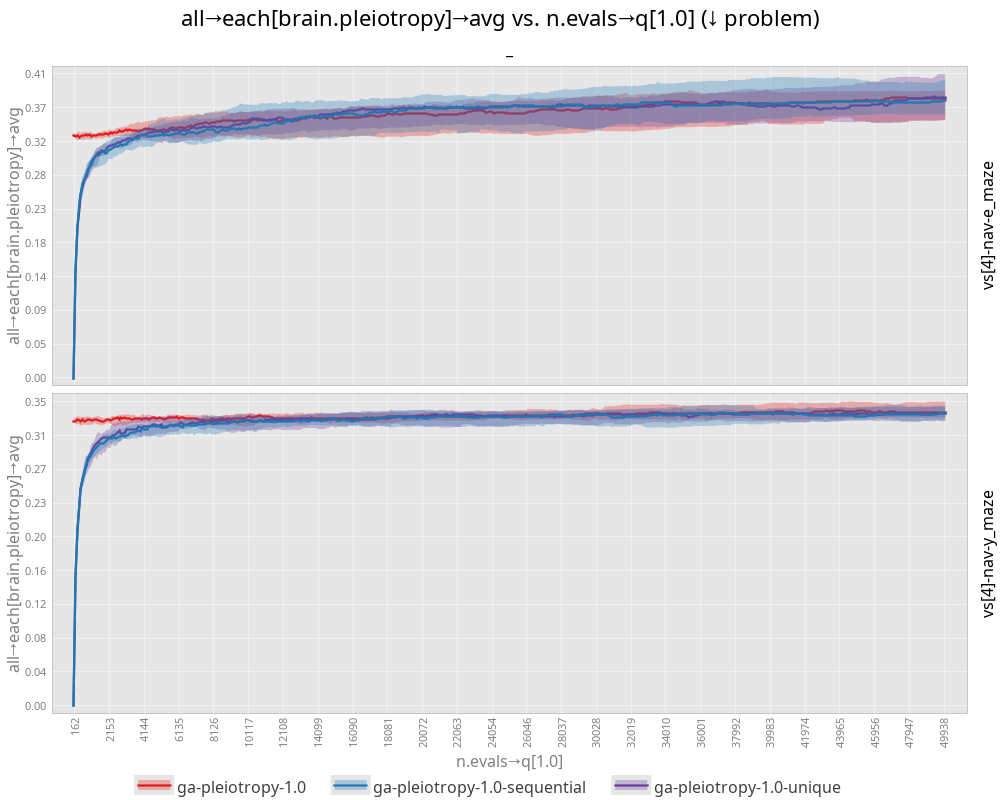 all→each[brain.pleiotropy]→avg vs. n.evals→q[1.0] (↓ problem)
–
all→each[brain.pleiotropy]→avg
0.41
0.37
0.32
0.28
0.23
0.18
0.14
0.09
0.05
0.00
vs[4]-nav-e_maze
all→each[brain.pleiotropy]→avg
0.35
0.31
0.27
0.23
0.20
0.16
0.12
0.08
0.04
0.00
vs[4]-nav-y_maze
162 2153 4144 6135 8126 10117 12108 14099 16090 18081 20072 22063 24054 26046 28037 30028 32019 34010 36001 37992 39983 41974 43965 45956 47947 49938
n.evals→q[1.0]
ga-pleiotropy-1.0 ga-pleiotropy-1.0-sequential ga-pleiotropy-1.0-unique